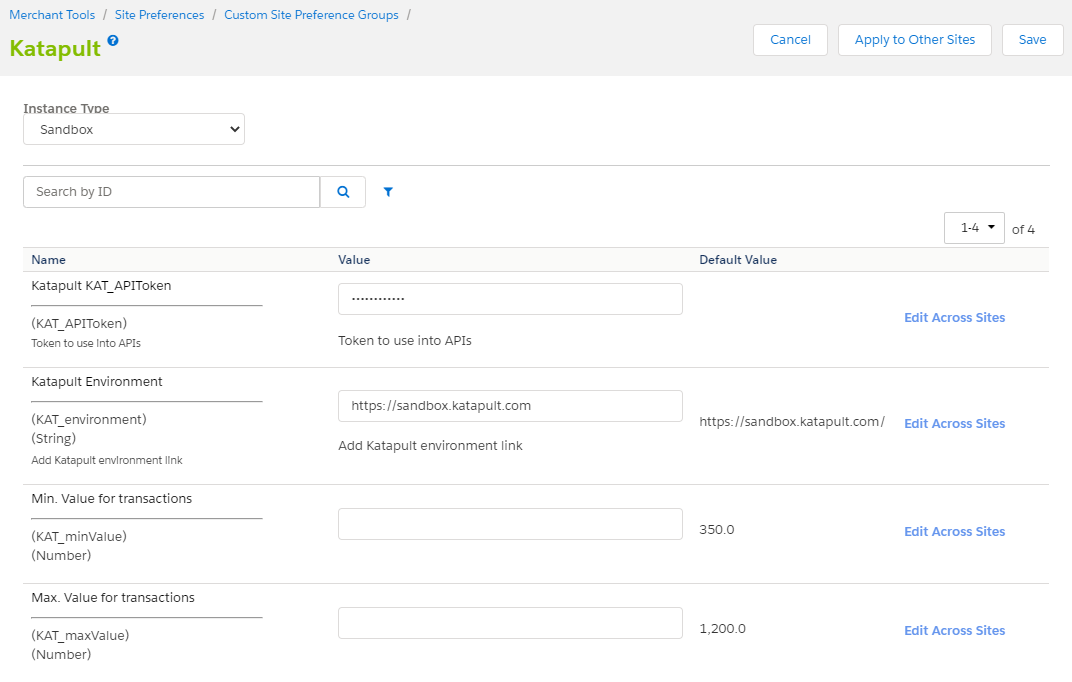 Merchant Tools / Site Preferences / Custom Site Preference Groups /
Katapult ?
Cancel Apply to Other Sites Save
Instance Type
Sandbox
Search by ID
1-4 of 4
Name Value Default Value
Katapult KAT_APIToken
(KAT_APIToken)
Token to use into APIs
••••••••••••
Token to use into APIs
Edit Across Sites
Katapult Environment
(KAT_environment)
(String)
Add Katapult environment link
https://sandbox.katapult.com
Add Katapult environment link
https://sandbox.katapult.com/
Edit Across Sites
Min. Value for transactions
(KAT_minValue)
(Number)
350.0
Edit Across Sites
Max. Value for transactions
(KAT_maxValue)
(Number)
1,200.0
Edit Across Sites